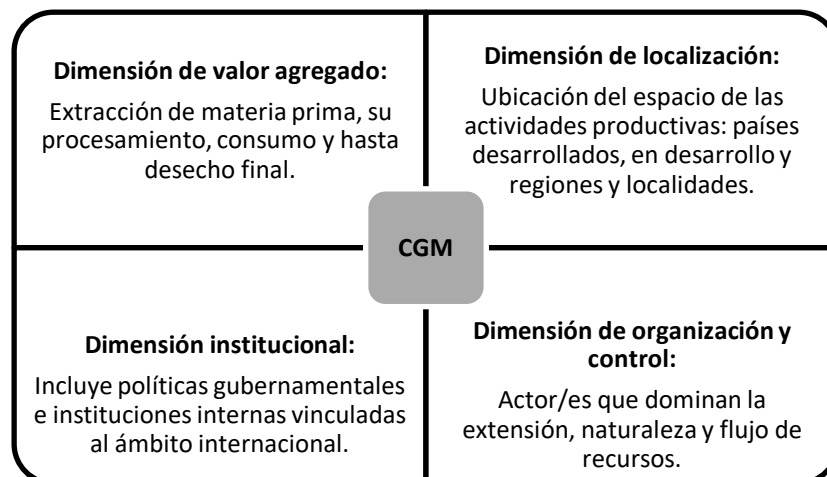 Dimensión de valor agregado:
Extracción de materia prima, su
procesamiento, consumo y hasta
desecho final.
Dimensión de localización:
Ubicación del espacio de las
actividades productivas: países
desarrollados, en desarrollo y
regiones y localidades.
CGM
Dimensión institucional:
Incluye políticas gubernamentales
e instituciones internas vinculadas
al ámbito internacional.
Dimensión de organización y
control:
Actor/es que dominan la
extensión, naturaleza y flujo de
recursos.